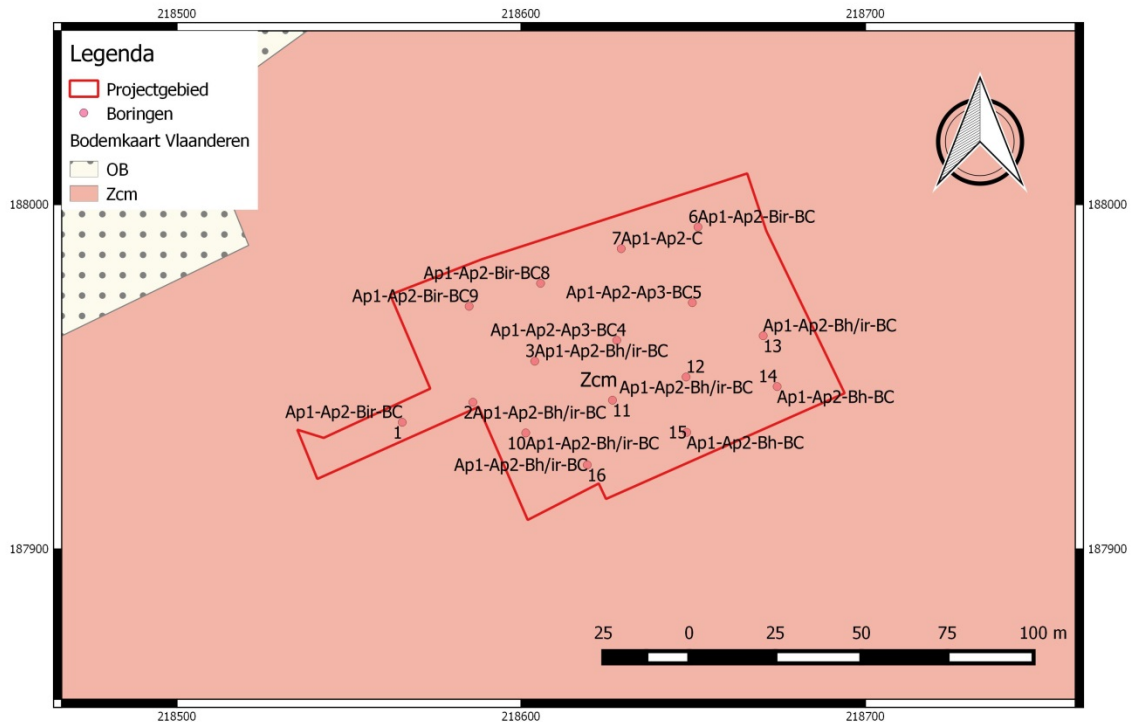 218500
218600
218700
Legenda
Projectgebied
Boringen
Bodemkaart Vlaanderen
OB
Zcm
188000
188000
6Ap1-Ap2-Bir-BC
7Ap1-Ap2-C
Ap1-Ap2-Bir-BC8
Ap1-Ap2-Bir-BC9
Ap1-Ap2-Ap3-BC5
Ap1-Ap2-Bh/ir-BC
13
Ap1-Ap2-Ap3-BC4
3Ap1-Ap2-Bh/ir-BC
12
Zcm
Ap1-Ap2-Bh/ir-BC
11
14
Ap1-Ap2-Bh-BC
Ap1-Ap2-Bir-BC
1
2Ap1-Ap2-Bh/ir-BC
10Ap1-Ap2-Bh/ir-BC
15
Ap1-Ap2-Bh-BC
Ap1-Ap2-Bh/ir-BC
16
187900
187900
25 0 25 50 75 100 m
218500
218600
218700